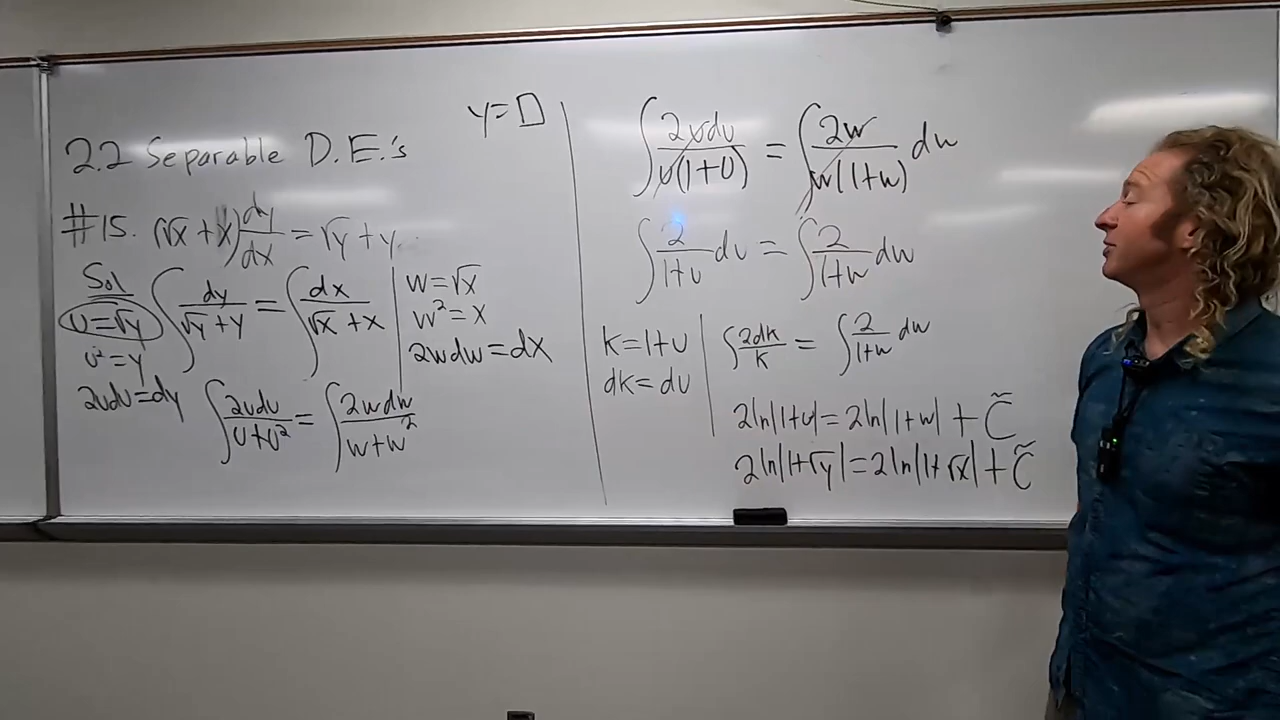 y=□
2.2 Separable D.E.'s
#15. (√x + x) dy/dx = √y + y
Sol
u=√y
u²=y
2udu=dy
∫ dy/(√y + y) = ∫ dx/(√x + x)
w=√x
w²=x
2wdw=dx
∫ 2udu/(u+u²) = ∫ 2wdw/(w+w²)
∫ 2udu/(u(1+u)) = ∫ 2w/(w(1+w)) dw
∫ 2/(1+u) du = ∫ 2/(1+w) dw
k=1+u
dk=du
∫ 2dk/k = ∫ 2/(1+w) dw
2ln|1+u|=2ln|1+w| + C̃
2ln|1+√y|=2ln|1+√x|+C̃